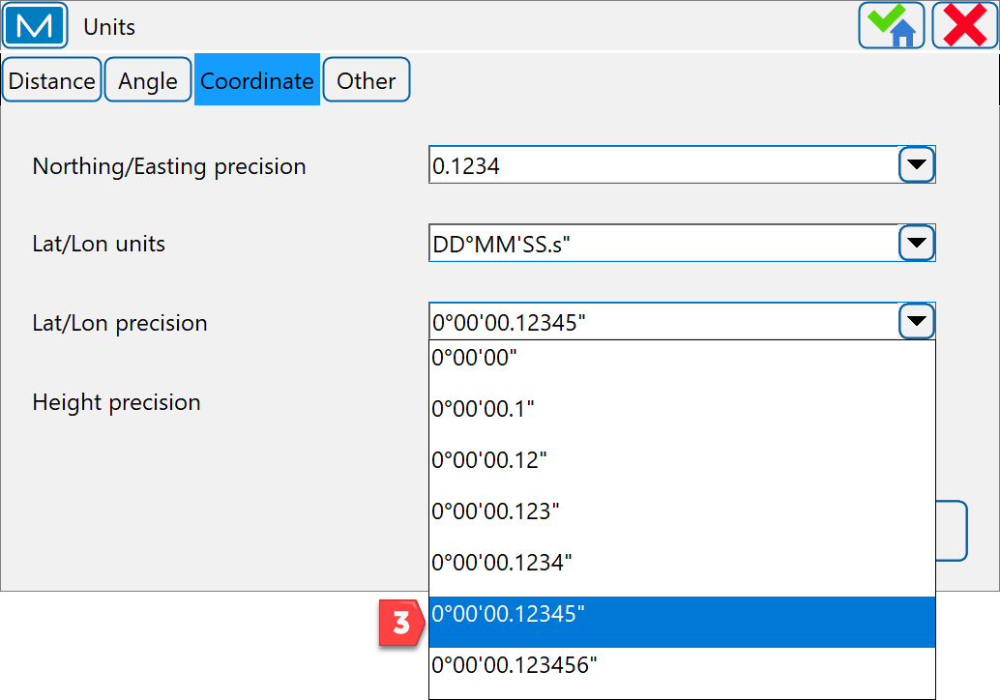 M Units
Distance Angle Coordinate Other
Northing/Easting precision 0.1234
Lat/Lon units DD°MM'SS.s"
Lat/Lon precision 0°00'00.12345"
0°00'00"
Height precision 0°00'00.1"
0°00'00.12"
0°00'00.123"
0°00'00.1234"
3 0°00'00.12345"
0°00'00.123456"